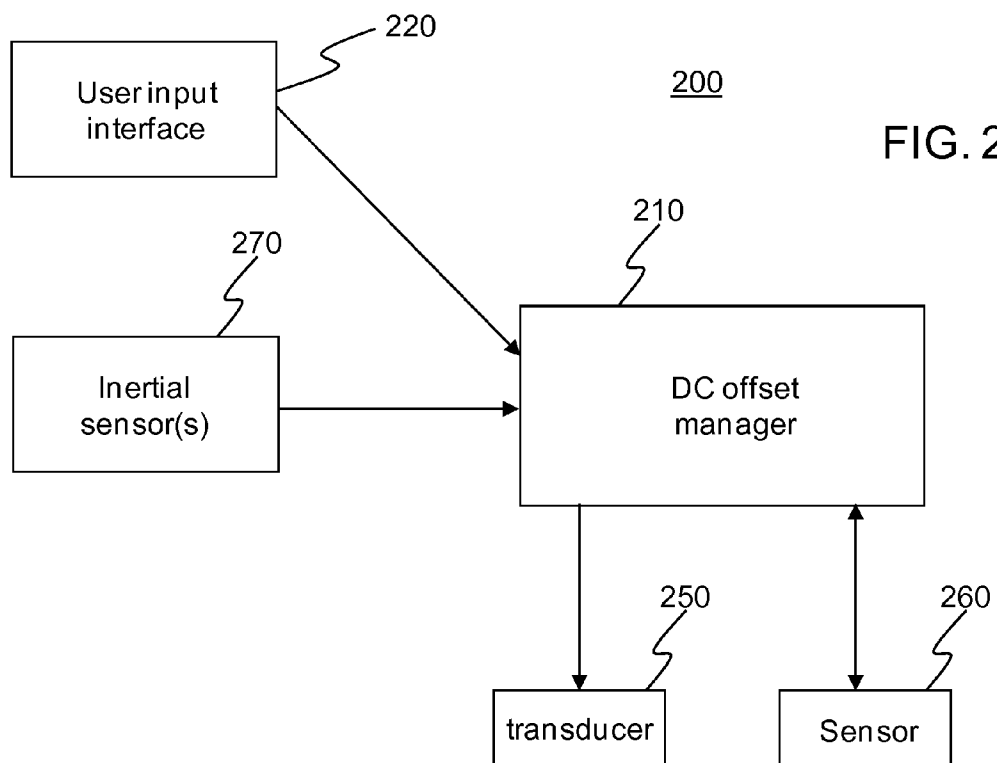 220
User input
interface
200
FIG. 2
210
270
Inertial
sensor(s)
DC offset
manager
250
260
transducer
Sensor